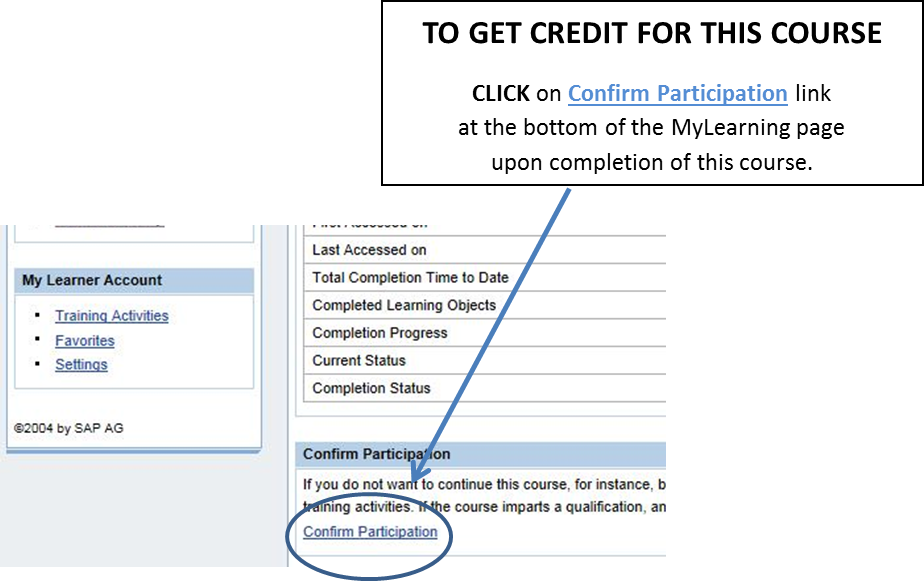 TO GET CREDIT FOR THIS COURSE
CLICK on Confirm Participation link
at the bottom of the MyLearning page
upon completion of this course.
Last Accessed on
My Learner Account
Total Completion Time to Date
Completed Learning Objects
Training Activities
Completion Progress
Favorites
Current Status
Settings
Completion Status
©2004 by SAP AG
Confirm Participation
If you do not want to continue this course, for instance, b
training activities. If the course imparts a qualification, an
Confirm Participation